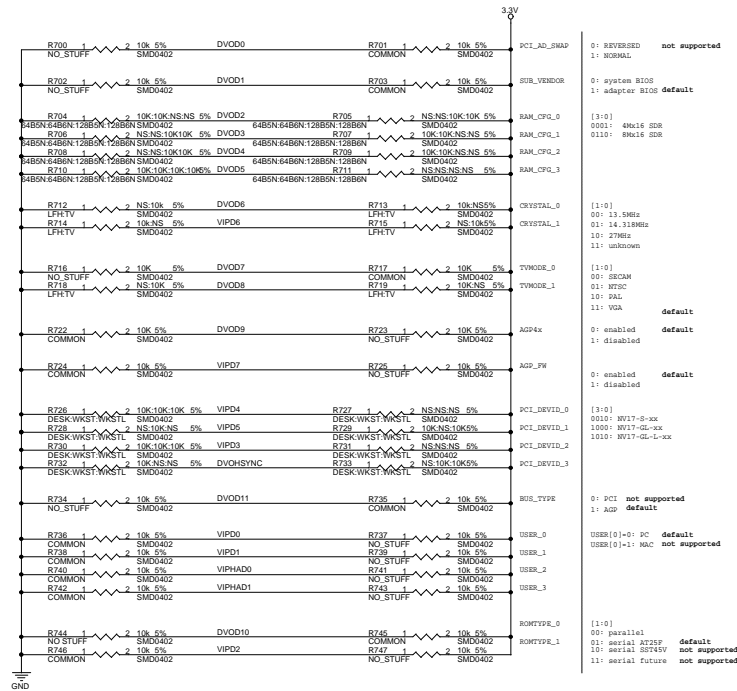 3.3V
R700 1 2 10k 5% DVOD0 R701 1 2 10k 5% PCI_AD_SWAP 0: REVERSED not supported
NO_STUFF SMD0402 COMMON SMD0402 1: NORMAL
R702 1 2 10k 5% DVOD1 R703 1 2 10k 5% SUB_VENDOR 0: system BIOS
NO_STUFF SMD0402 COMMON SMD0402 1: adapter BIOS default
R704 1 2 10K:10K:NS:NS 5% DVOD2 R705 1 2 NS:NS:10K:10K 5% RAM_CFG_0 [3:0]
64B5N:64B6N:128B5N:128B6N SMD0402 64B5N:64B6N:128B5N:128B6N SMD0402 0001: 4Mx16 SDR
R706 1 2 NS:NS:10K10K 5% DVOD3 R707 1 2 10K:10K:NS:NS 5% RAM_CFG_1 0110: 8Mx16 SDR
64B5N:64B6N:128B5N:128B6N SMD0402 64B5N:64B6N:128B5N:128B6N SMD0402
R708 1 2 NS:NS:10K:10K 5% DVOD4 R709 1 2 10K:10K:NS:NS 5% RAM_CFG_2
64B5N:64B6N:128B5N:128B6N SMD0402 64B5N:64B6N:128B5N:128B6N SMD0402
R710 1 2 10K:10K:10K:10K5% DVOD5 R711 1 2 NS:NS:NS:NS 5% RAM_CFG_3
64B5N:64B6N:128B5N:128B6N SMD0402 64B5N:64B6N:128B5N:128B6N SMD0402
R712 1 2 NS:10k 5% DVOD6 R713 1 2 10k:NS5% CRYSTAL_0 [1:0]
LFH:TV SMD0402 LFH:TV SMD0402 00: 13.5MHz
R714 1 2 10k:NS 5% VIPD6 R715 1 2 NS:10k5% CRYSTAL_1 01: 14.318MHz
LFH:TV SMD0402 LFH:TV SMD0402 10: 27MHz
11: unknown
R716 1 2 10K 5% DVOD7 R717 1 2 10K 5% TVMODE_0 [1:0]
NO_STUFF SMD0402 COMMON SMD0402 00: SECAM
R718 1 2 NS:10K 5% DVOD8 R719 1 2 10K:NS 5% TVMODE_1 01: NTSC
LFH:TV SMD0402 LFH:TV SMD0402 10: PAL
11: VGA default
R722 1 2 10K 5% DVOD9 R723 1 2 10K 5% AGP4x 0: enabled default
COMMON SMD0402 NO_STUFF SMD0402 1: disabled
R724 1 2 10k 5% VIPD7 R725 1 2 10k 5% AGP_FW
COMMON SMD0402 NO_STUFF SMD0402 0: enabled default
1: disabled
R726 1 2 10K:10K:10K 5% VIPD4 R727 1 2 NS:NS:NS 5% PCI_DEVID_0 [3:0]
DESK:WKST:WKSTL SMD0402 DESK:WKST:WKSTL SMD0402 0010: NV17-S-xx
R728 1 2 NS:10K:NS 5% VIPD5 R729 1 2 10K:NS:10K5% PCI_DEVID_1 1000: NV17-GL-xx
DESK:WKST:WKSTL SMD0402 DESK:WKST:WKSTL SMD0402 1010: NV17-GL-L-xx
R730 1 2 10K:10K:10K 5% VIPD3 R731 1 2 NS:NS:NS 5% PCI_DEVID_2
DESK:WKST:WKSTL SMD0402 DESK:WKST:WKSTL SMD0402
R732 1 2 10K:NS:NS 5% DVOHSYNC R733 1 2 NS:10K:10K5% PCI_DEVID_3
DESK:WKST:WKSTL SMD0402 DESK:WKST:WKSTL SMD0402
R734 1 2 10k 5% DVOD11 R735 1 2 10k 5% BUS_TYPE 0: PCI not supported
NO_STUFF SMD0402 COMMON SMD0402 1: AGP default
R736 1 2 10k 5% VIPD0 R737 1 2 10k 5% USER_0 USER[0]=0: PC default
COMMON SMD0402 NO_STUFF SMD0402 USER[0]=1: MAC not supported
R738 1 2 10k 5% VIPD1 R739 1 2 10k 5% USER_1
COMMON SMD0402 NO_STUFF SMD0402
R740 1 2 10k 5% VIPHAD0 R741 1 2 10k 5% USER_2
COMMON SMD0402 NO_STUFF SMD0402
R742 1 2 10k 5% VIPHAD1 R743 1 2 10k 5% USER_3
COMMON SMD0402 NO_STUFF SMD0402
ROMTYPE_0 [1:0]
00: parallel
R744 1 2 10k 5% DVOD10 R745 1 2 10k 5% ROMTYPE_1 01: serial AT25F default
NO STUFF SMD0402 COMMON SMD0402 10: serial SST45V not supported
R746 1 2 10k 5% VIPD2 R747 1 2 10k 5% 11: serial future not supported
COMMON SMD0402 NO_STUFF SMD0402
GND